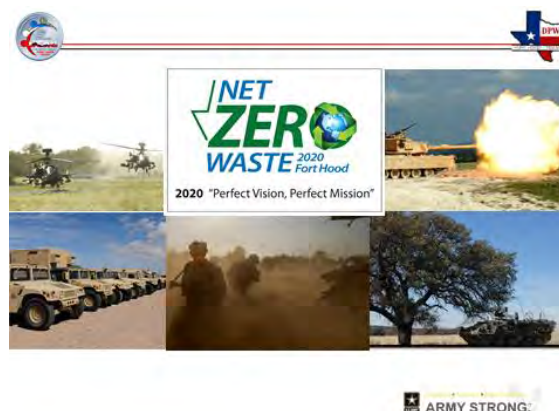 DPW
NET
ZERO
WASTE 2020
Fort Hood
2020 "Perfect Vision, Perfect Mission"
ARMY STRONG